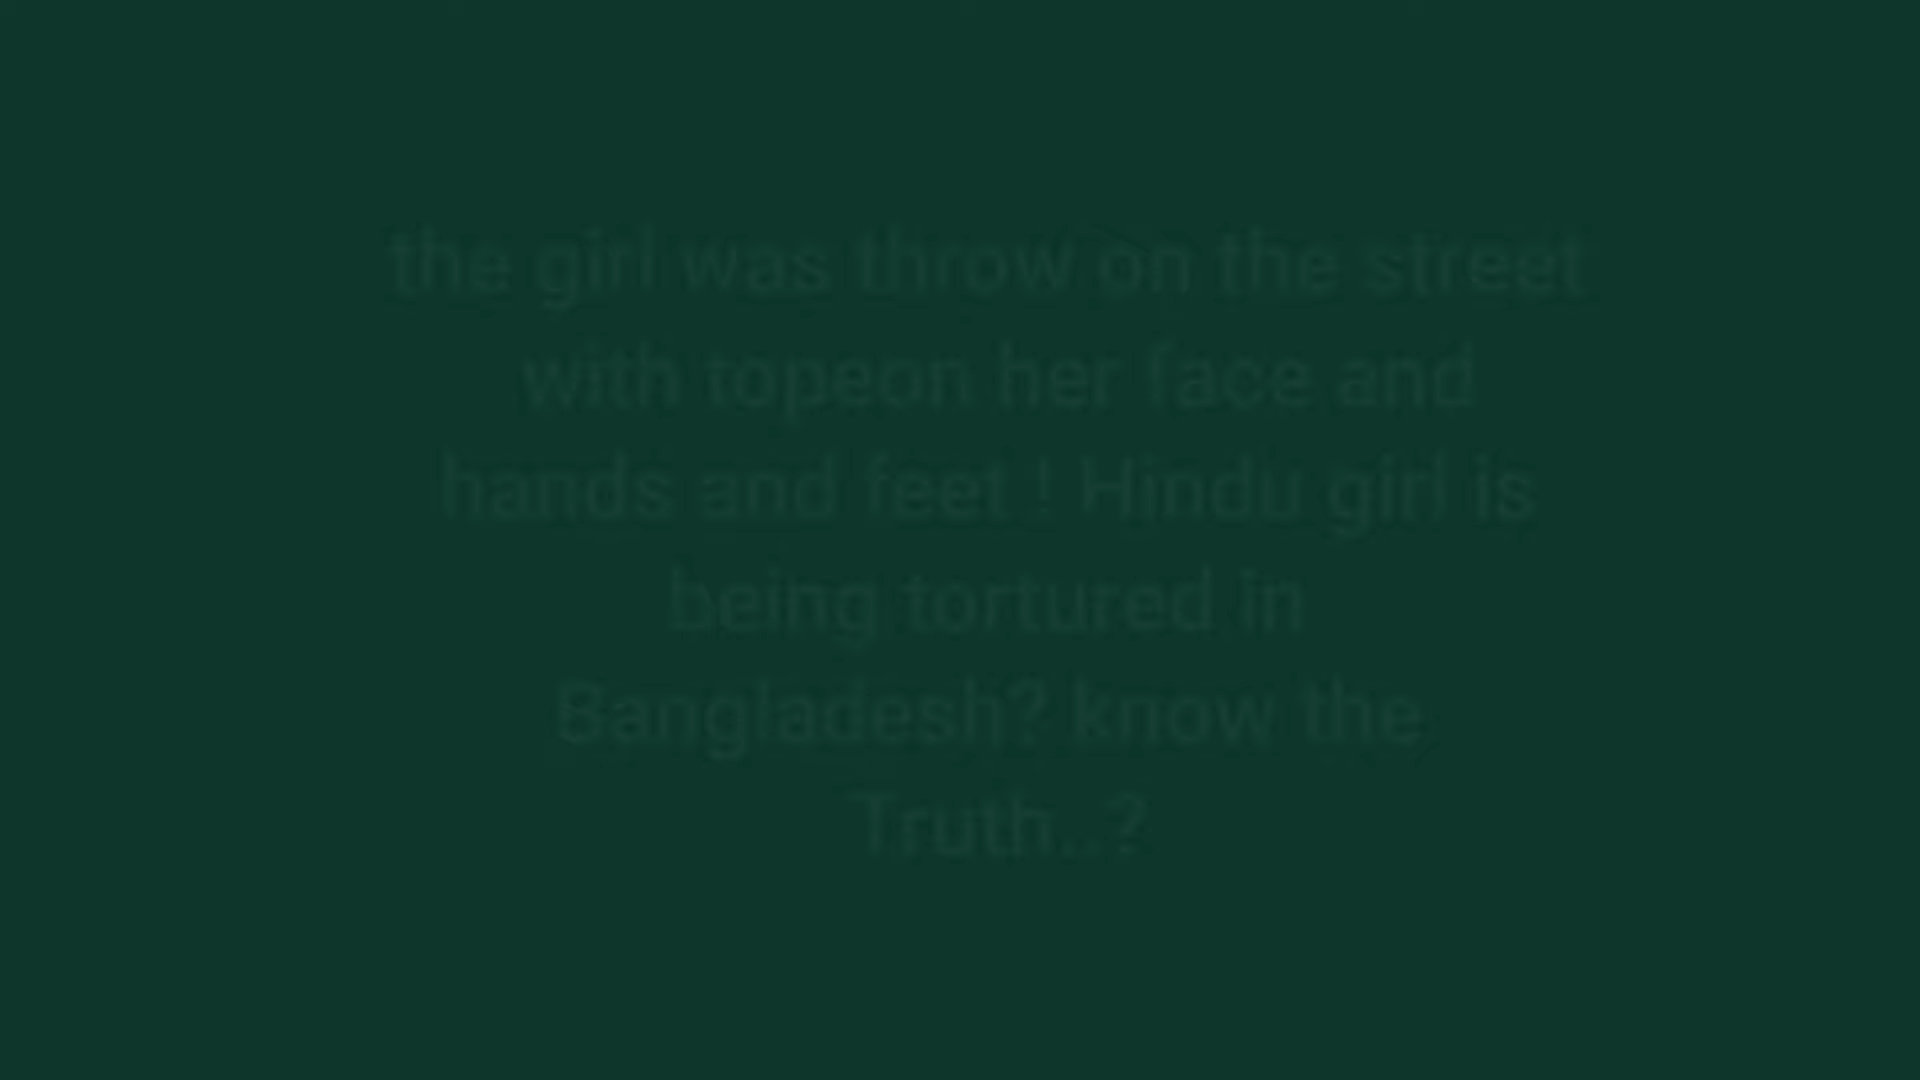 the girl was throw on the street
with topeon her face and
hands and feet ! Hindu girl is
being tortured in
Bangladesh? know the
Truth..?